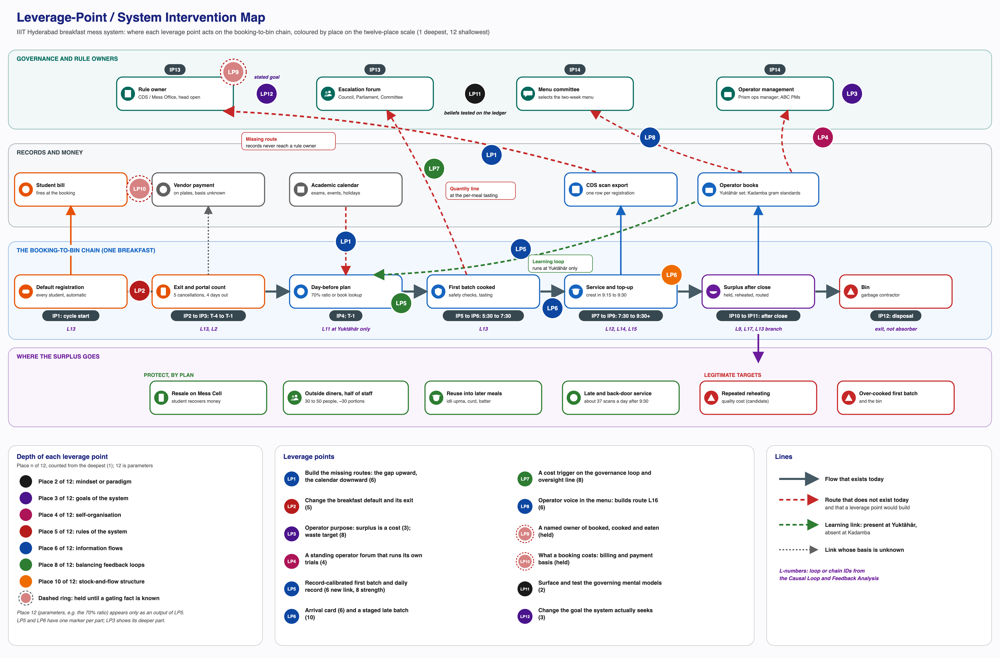 Leverage-Point / System Intervention Map
IIIT Hyderabad breakfast mess system: where each leverage point acts on the booking-to-bin chain, coloured by place on the twelve-place scale (1 deepest, 12 shallowest)
GOVERNANCE AND RULE OWNERS
IP13
LP9
stated goal
LP12
Rule owner
CDS / Mess Office, head open
IP13
Escalation forum
Council, Parliament, Committee
LP11
beliefs tested on the ledger
IP14
Menu committee
selects the two-week menu
IP14
Operator management
Prism ops manager; ABC PMs
LP3
Missing route
records never reach a rule owner
LP8
LP4
RECORDS AND MONEY
LP1
LP7
Student bill
fires at the booking
LP10
Vendor payment
on plates, basis unknown
Academic calendar
exams, events, holidays
Quantity line
at the per-meal tasting
CDS scan export
one row per registration
Operator books
Yuktāhār set; Kadamba gram standards
THE BOOKING-TO-BIN CHAIN (ONE BREAKFAST)
LP1
LP5
Learning loop
runs at Yuktāhār only
LP6
Default registration
every student, automatic
LP2
Exit and portal count
5 cancellations, 4 days out
Day-before plan
70% ratio or book lookup
LP5
First batch cooked
safety checks, tasting
LP6
Service and top-up
crest in 9:15 to 9:30
Surplus after close
held, reheated, routed
Bin
garbage contractor
IP1: cycle start
IP2 to IP3: T-4 to T-1
IP4: T-1
IP5 to IP6: 5:30 to 7:30
IP7 to IP9: 7:30 to 9:30+
IP10 to IP11: after close
IP12: disposal
L13
L13, L2
L11 at Yuktāhār only
L13
L12, L14, L15
L9, L17, L13 branch
exit, not absorber
WHERE THE SURPLUS GOES
PROTECT, BY PLAN
LEGITIMATE TARGETS
Resale on Mess Cell
student recovers money
Outside diners, half of staff
30 to 50 people, ~30 portions
Reuse into later meals
idli upma, curd, batter
Late and back-door service
about 37 scans a day after 9:30
Repeated reheating
quality cost (candidate)
Over-cooked first batch
and the bin
Depth of each leverage point
Place n of 12, counted from the deepest (1); 12 is parameters
Place 2 of 12: mindset or paradigm
Place 3 of 12: goals of the system
Place 4 of 12: self-organisation
Place 5 of 12: rules of the system
Place 6 of 12: information flows
Place 8 of 12: balancing feedback loops
Place 10 of 12: stock-and-flow structure
Dashed ring: held until a gating fact is known
Place 12 (parameters, e.g. the 70% ratio) appears only as an output of LP5.
LP5 and LP6 have one marker per part; LP3 shows its deeper part.
Leverage points
LP1
Build the missing routes: the gap upward,
the calendar downward (6)
LP2
Change the breakfast default and its exit
(5)
LP3
Operator purpose: surplus is a cost (3);
waste target (8)
LP4
A standing operator forum that runs its own
trials (4)
LP5
Record-calibrated first batch and daily
record (6 new link, 8 strength)
LP6
Arrival card (6) and a staged late batch
(10)
LP7
A cost trigger on the governance loop and
oversight line (8)
LP8
Operator voice in the menu: builds route L16
(6)
LP9
A named owner of booked, cooked and eaten
(held)
LP10
What a booking costs: billing and payment
basis (held)
LP11
Surface and test the governing mental models
(2)
LP12
Change the goal the system actually seeks
(3)
Lines
Flow that exists today
Route that does not exist today
and that a leverage point would build
Learning link: present at Yuktāhār,
absent at Kadamba
Link whose basis is unknown
L-numbers: loop or chain IDs from
the Causal Loop and Feedback Analysis